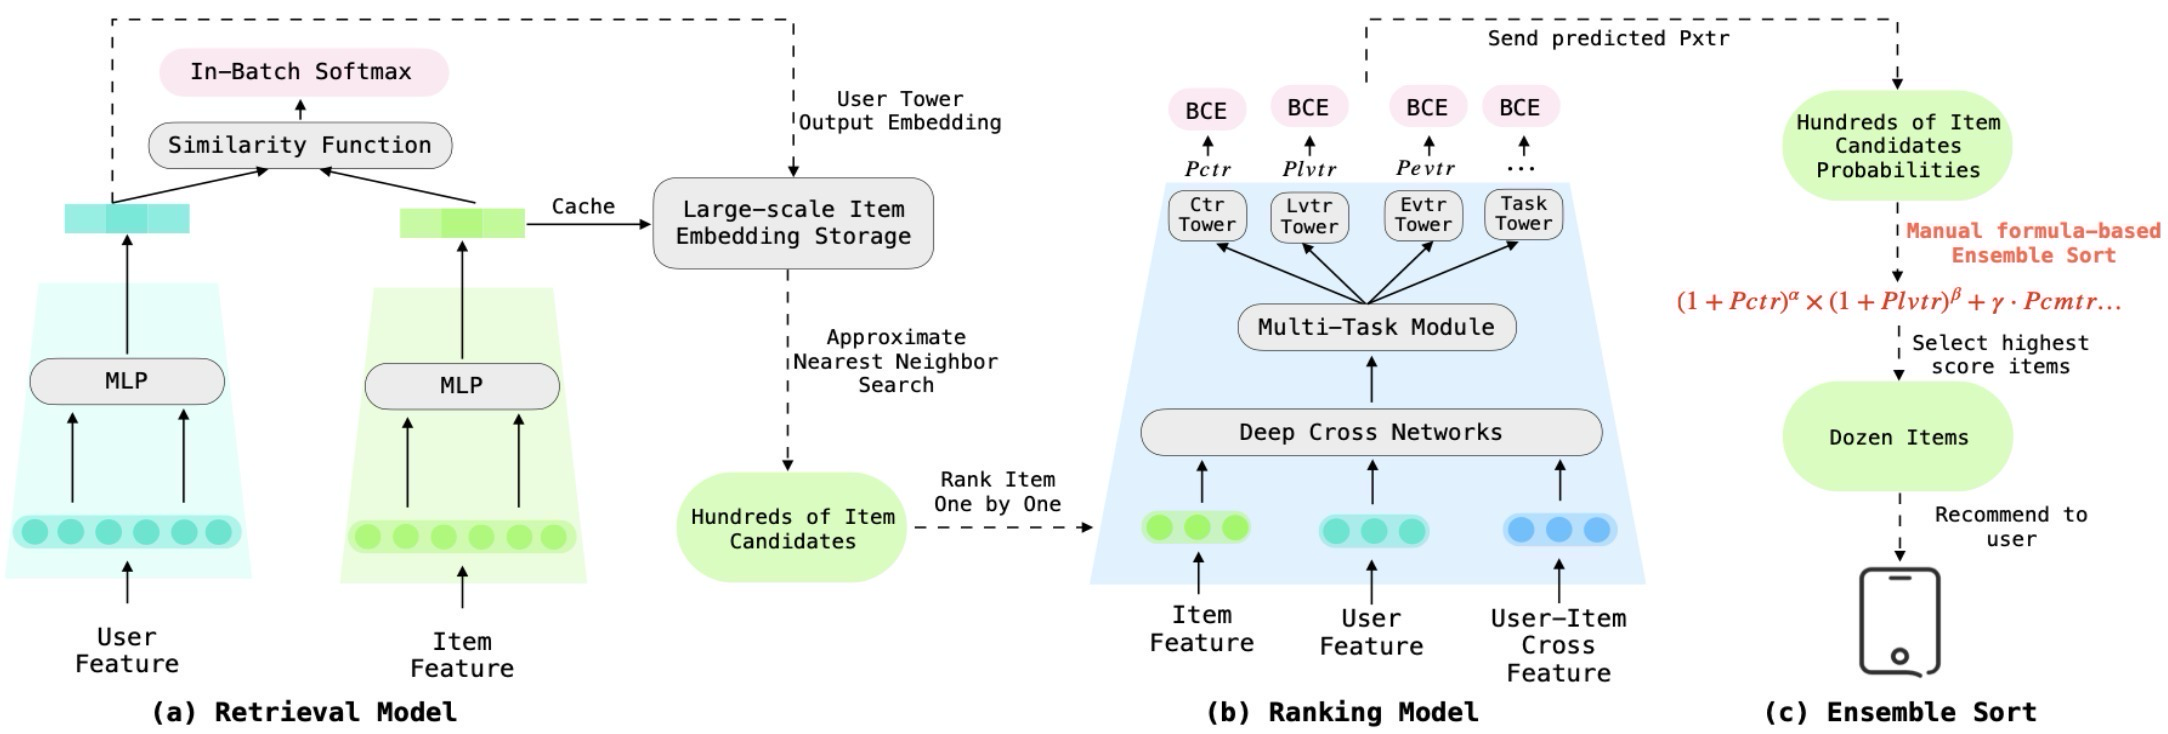 In-Batch Softmax
Similarity Function
User Tower
Output Embedding
Cache
Large-scale Item
Embedding Storage
MLP
MLP
Approximate
Nearest Neighbor
Search
Hundreds of Item
Candidates
User
Feature
Item
Feature
(a) Retrieval Model
Rank Item
One by One
Send predicted Pxtr
BCE
BCE
BCE
BCE
Pctr
Plvtr
Pevtr
...
Ctr
Tower
Lvtr
Tower
Evtr
Tower
Task
Tower
Multi-Task Module
Deep Cross Networks
Item
Feature
User
Feature
User-Item
Cross
Feature
(b) Ranking Model
Hundreds of Item
Candidates
Probabilities
Manual formula-based
Ensemble Sort
(1 + Pctr)^α × (1 + Plvtr)^β + γ · Pcmtr...
Select highest
score items
Dozen Items
Recommend to
user
(c) Ensemble Sort